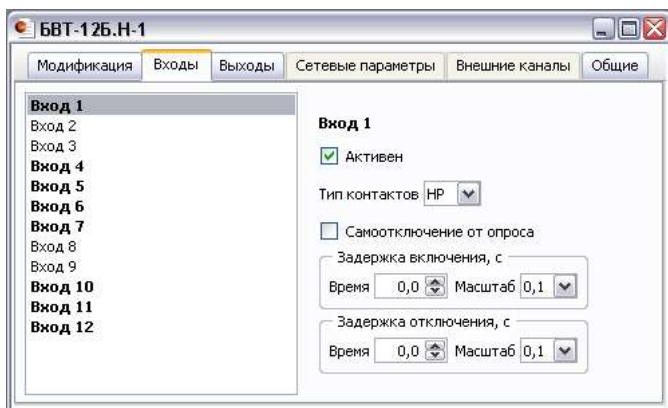 БВТ-12Б.Н-1
Модификация Входы Выходы Сетевые параметры Внешние каналы Общие
Вход 1
Вход 2
Вход 3
Вход 4
Вход 5
Вход 6
Вход 7
Вход 8
Вход 9
Вход 10
Вход 11
Вход 12
Вход 1
Активен
Тип контактов НР
Самоотключение от опроса
Задержка включения, с
Время 0,0 Масштаб 0,1
Задержка отключения, с
Время 0,0 Масштаб 0,1